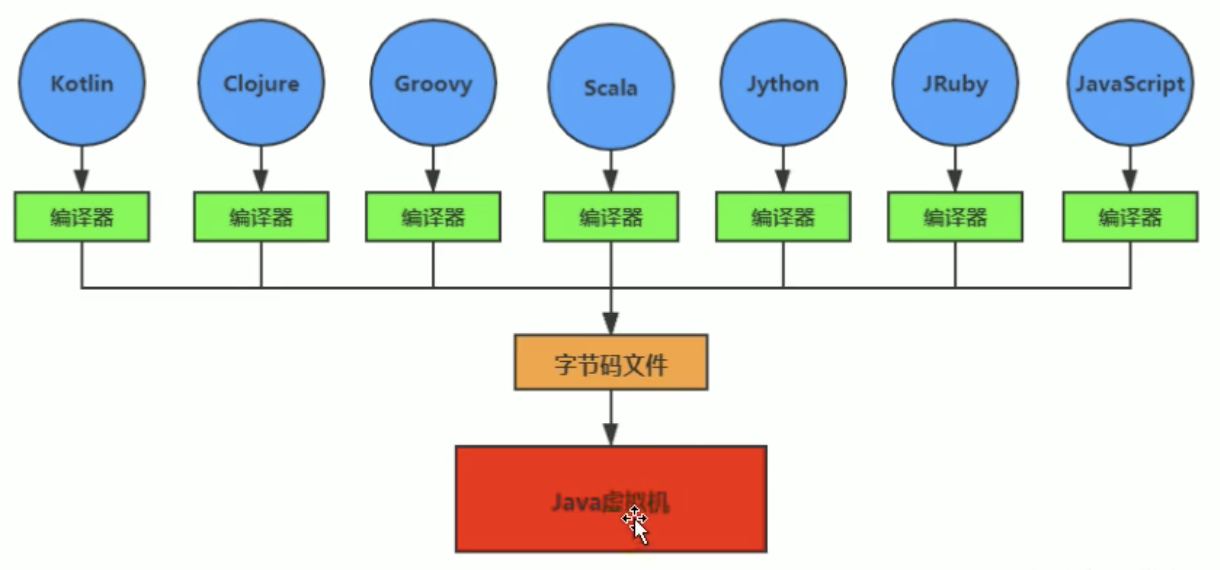 Kotlin
Clojure
Groovy
Scala
Jython
JRuby
JavaScript
编译器
编译器
编译器
编译器
编译器
编译器
编译器
字节码文件
Java虚拟机